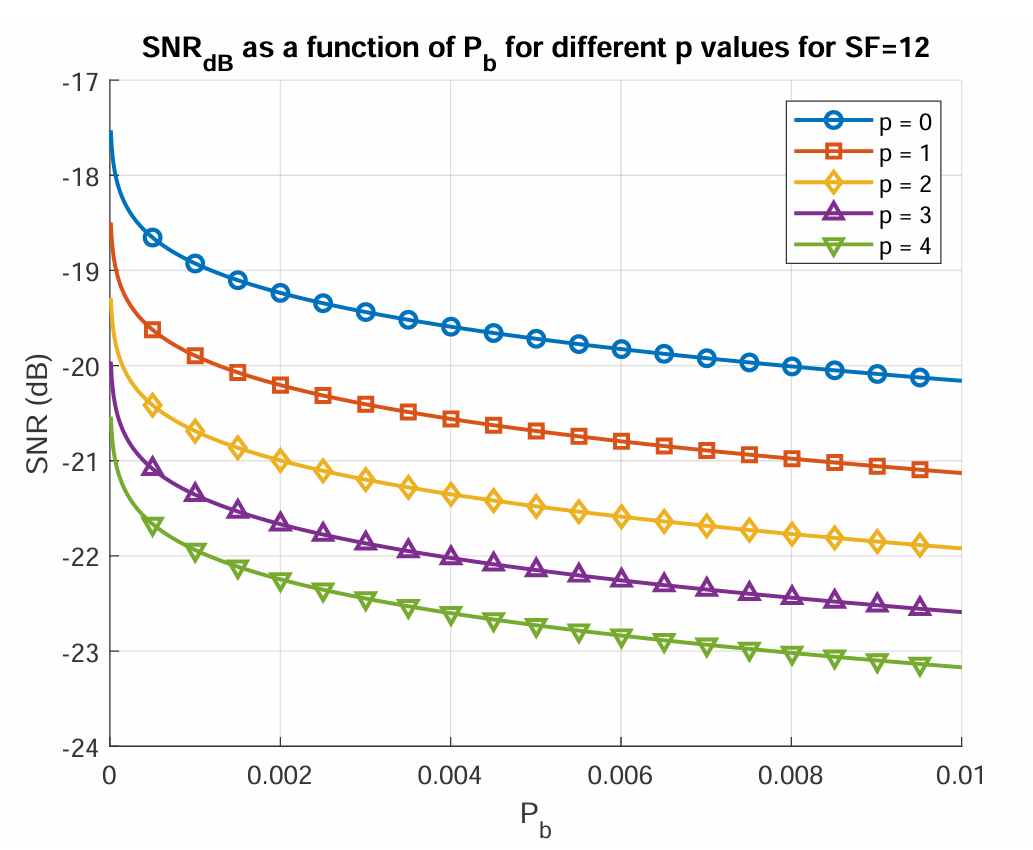 SNR_dB as a function of P_b for different p values for SF=12
-17
-18
-19
-20
-21
-22
-23
-24
SNR (dB)
p = 0
p = 1
p = 2
p = 3
p = 4
0 0.002 0.004 0.006 0.008 0.01
P_b